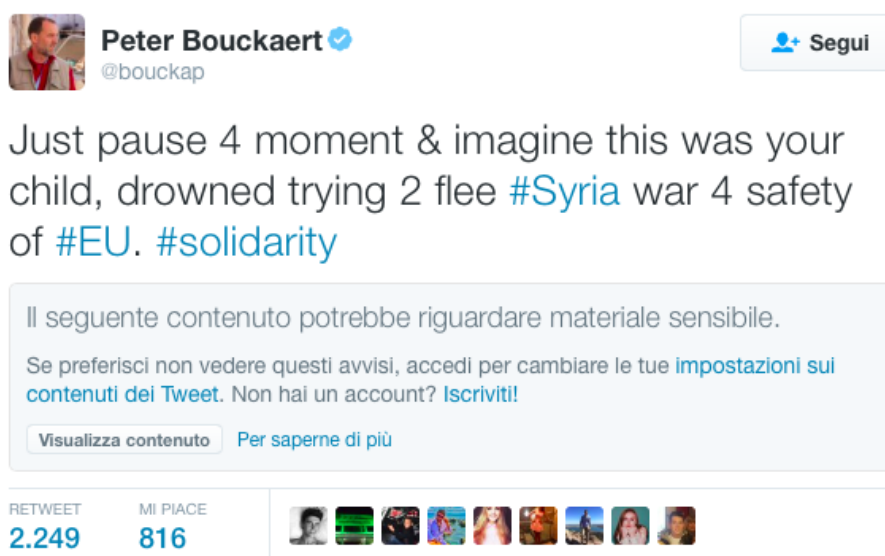 Peter Bouckaert
@bouckap
Segui
Just pause 4 moment & imagine this was your
child, drowned trying 2 flee #Syria war 4 safety
of #EU. #solidarity
Il seguente contenuto potrebbe riguardare materiale sensibile.
Se preferisci non vedere questi avvisi, accedi per cambiare le tue impostazioni sui
contenuti dei Tweet. Non hai un account? Iscriviti!
Visualizza contenuto Per saperne di più
RETWEET MI PIACE
2.249 816